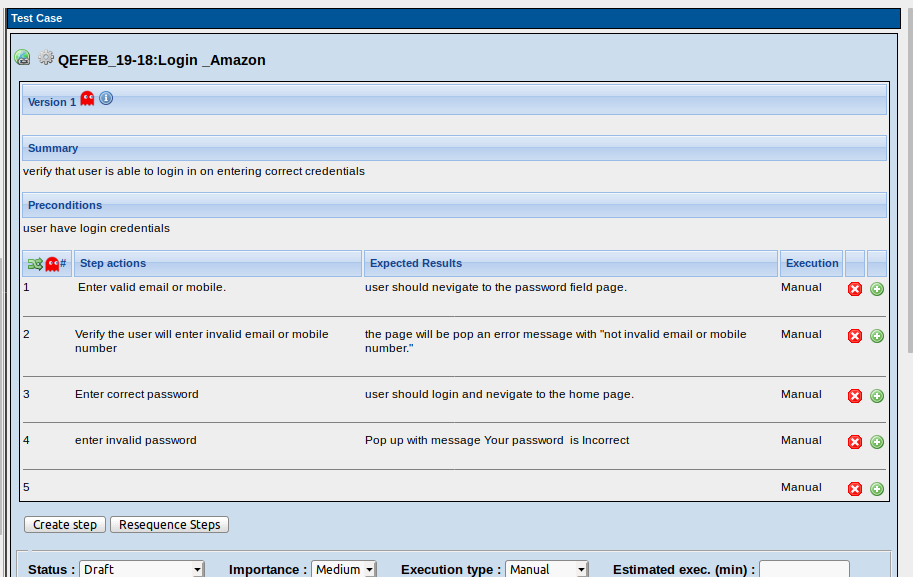 Test Case
QEFEB_19-18:Login _Amazon
Version 1
Summary
verify that user is able to login in on entering correct credentials
Preconditions
user have login credentials
# Step actions Expected Results Execution
1 Enter valid email or mobile. user should nevigate to the password field page. Manual
2 Verify the user will enter invalid email or mobile the page will be pop an error message with "not invalid email or mobile Manual
number number."
3 Enter correct password user should login and nevigate to the home page. Manual
4 enter invalid password Pop up with message Your password  is Incorrect Manual
5 Manual
Create step Resequence Steps
Status : Draft Importance : Medium Execution type : Manual Estimated exec. (min) :